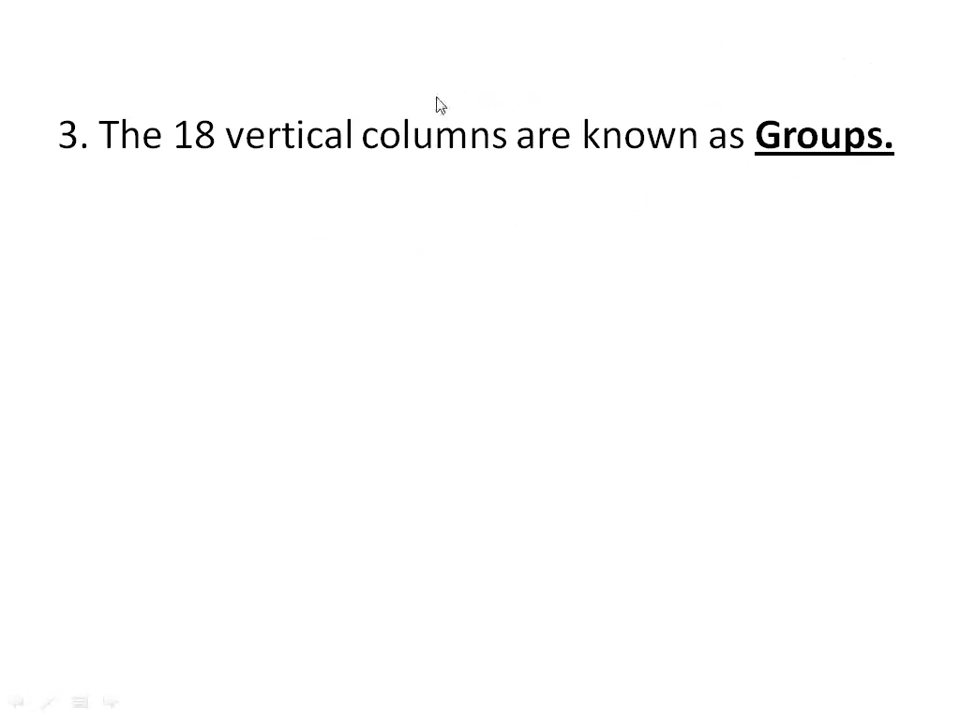 3. The 18 vertical columns are known as Groups.